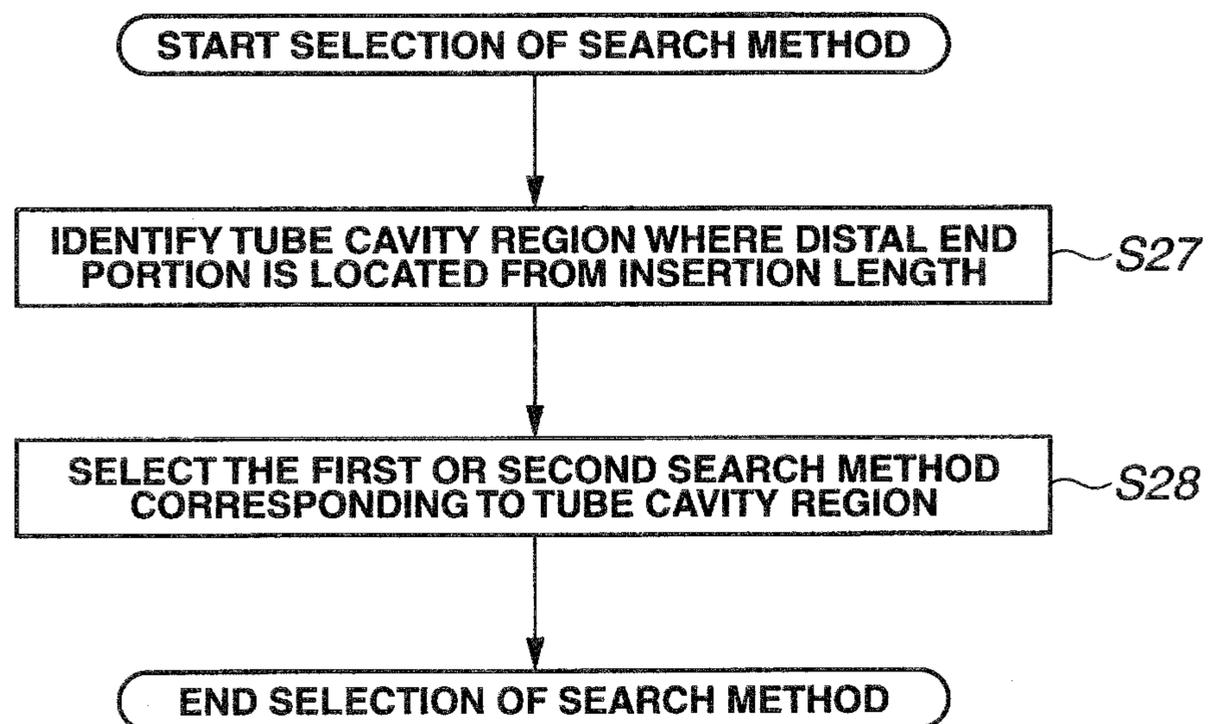 START SELECTION OF SEARCH METHOD
IDENTIFY TUBE CAVITY REGION WHERE DISTAL END
PORTION IS LOCATED FROM INSERTION LENGTH
S27
SELECT THE FIRST OR SECOND SEARCH METHOD
CORRESPONDING TO TUBE CAVITY REGION
S28
END SELECTION OF SEARCH METHOD